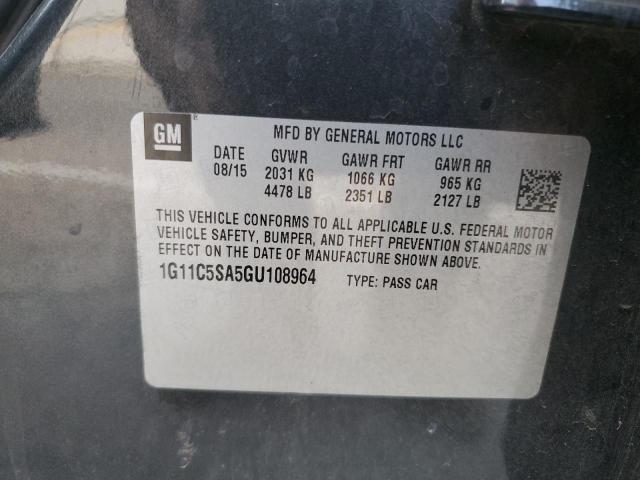 GM
MFD BY GENERAL MOTORS LLC
DATE GVWR GAWR FRT GAWR RR
08/15 2031 KG 1066 KG 965 KG
4478 LB 2351 LB 2127 LB
THIS VEHICLE CONFORMS TO ALL APPLICABLE U.S. FEDERAL MOTOR
VEHICLE SAFETY, BUMPER, AND THEFT PREVENTION STANDARDS IN
EFFECT ON THE DATE OF MANUFACTURE SHOWN ABOVE.
1G11C5SA5GU108964 TYPE: PASS CAR